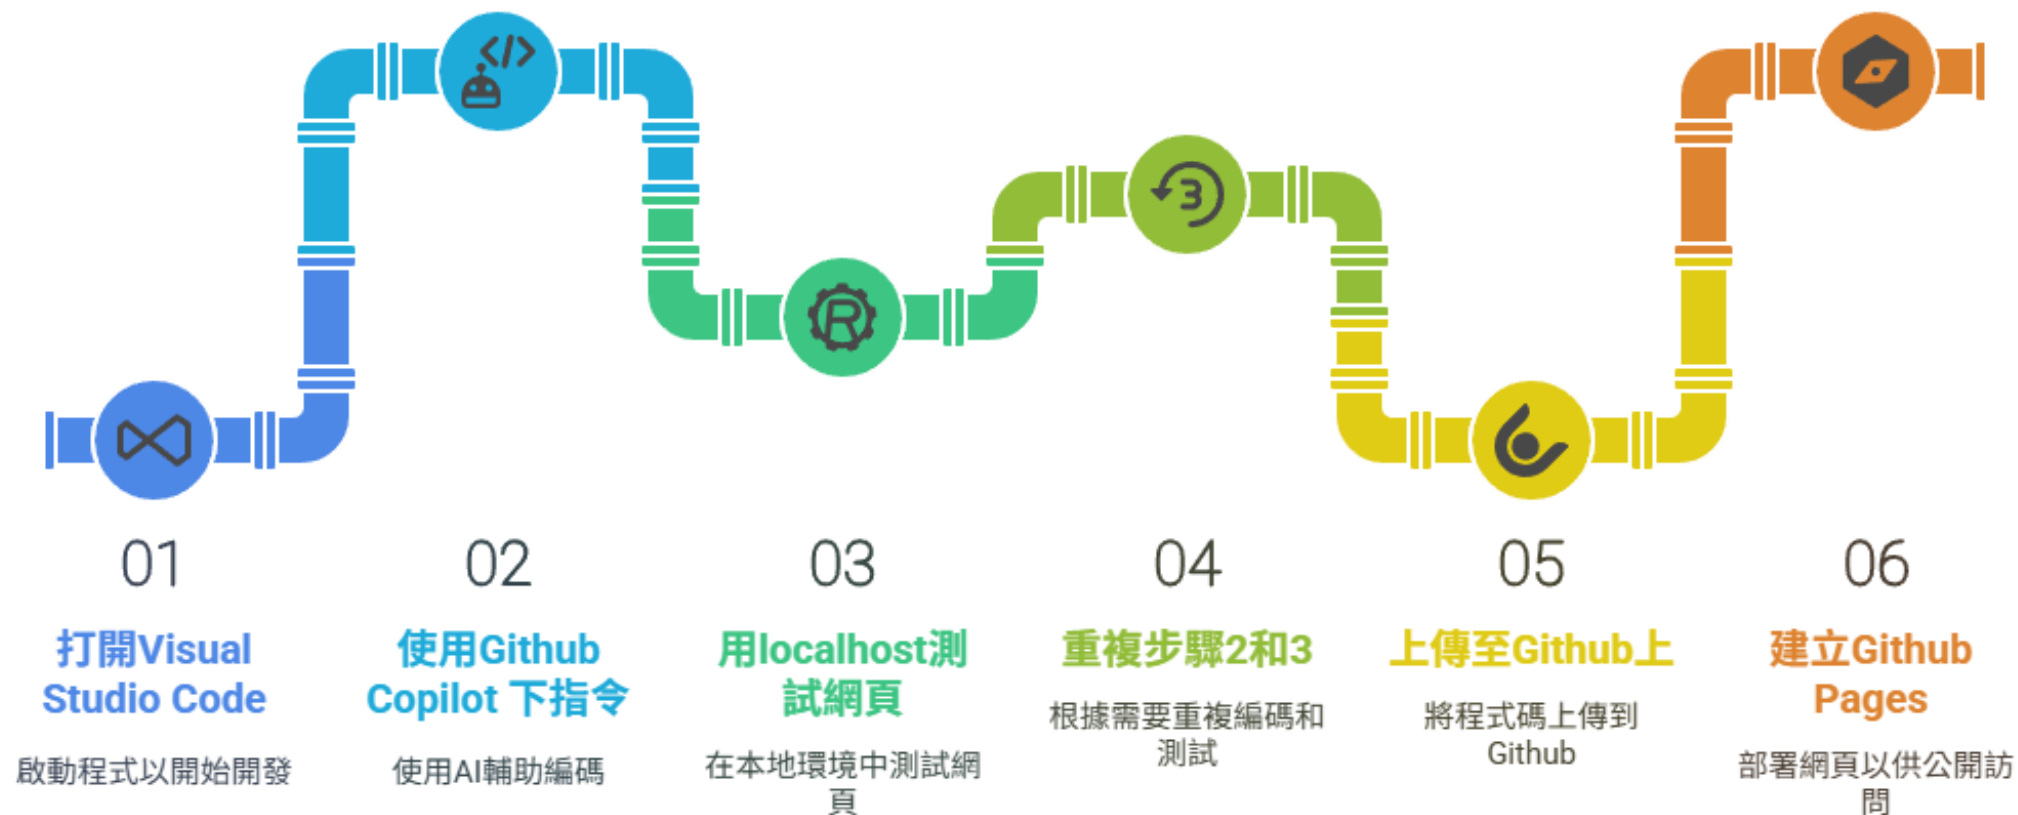 01
打開Visual
Studio Code
啟動程式以開始開發
02
使用Github
Copilot 下指令
使用AI輔助編碼
03
用localhost測
試網頁
在本地環境中測試網
頁
04
重複步驟2和3
根據需要重複編碼和
測試
05
上傳至Github上
將程式碼上傳到
Github
06
建立Github
Pages
部署網頁以供公開訪
問